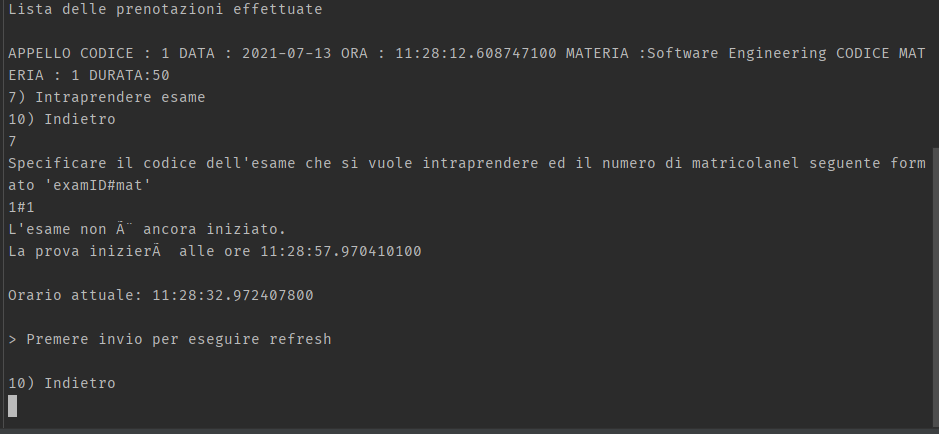 Lista delle prenotazioni effettuate
APPELLO CODICE : 1 DATA : 2021-07-13 ORA : 11:28:12.608747100 MATERIA :Software Engineering CODICE MAT
ERIA : 1 DURATA:50
7) Intraprendere esame
10) Indietro
7
Specificare il codice dell'esame che si vuole intraprendere ed il numero di matricolanel seguente form
ato 'examID#mat'
1#1
L'esame non Ã¨ ancora iniziato.
La prova inizierÃ  alle ore 11:28:57.970410100
Orario attuale: 11:28:32.972407800
> Premere invio per eseguire refresh
10) Indietro